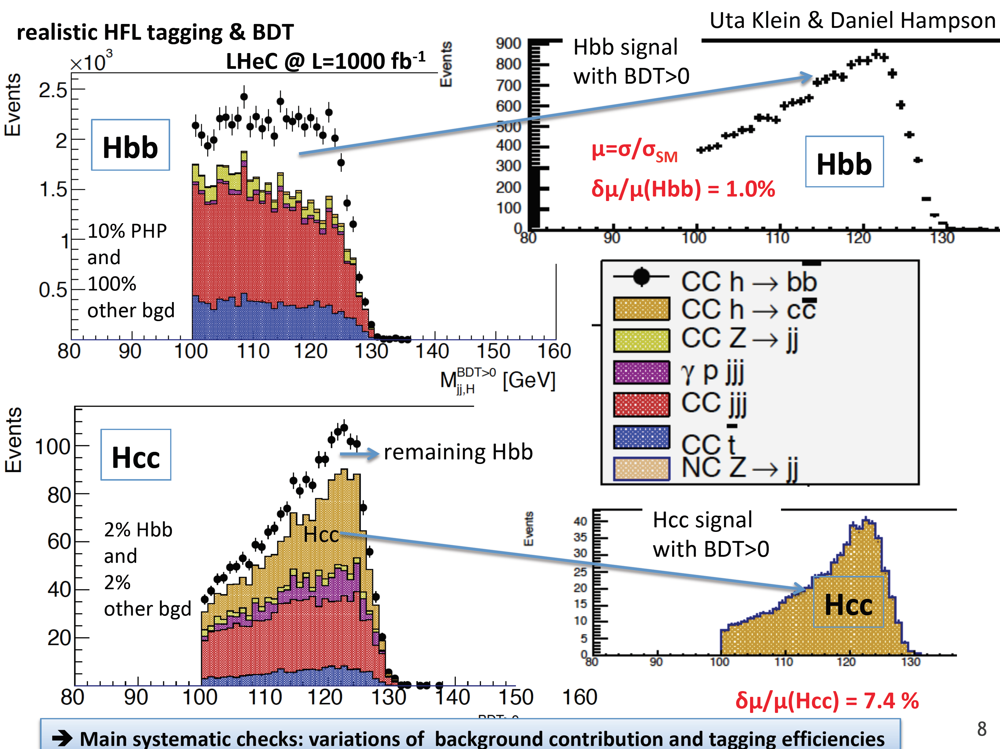 Uta Klein & Daniel Hampson
realistic HFL tagging & BDT
LHeC @ L=1000 fb-1
×10³
Events
2.5
2
1.5
1
0.5
Hbb
10% PHP
and
100%
other bgd
80 90 100 110 120 130 140 150 160
M_{jj,H}^{BDT>0} [GeV]
Events
900
800
700
600
500
400
300
200
100
0
Hbb signal
with BDT>0
μ=σ/σSM
δμ/μ(Hbb) = 1.0%
Hbb
80 90 100 110 120 130
CC h → bb̅
CC h → cc̅
CC Z → jj
γ p jjj
CC jjj
CC t̅
NC Z → jj
Events
100
80
60
40
20
Hcc
remaining Hbb
Hcc
2% Hbb
and
2%
other bgd
80 90 100 110 120 130 140 150 160
Events
40
35
30
25
20
15
10
5
0
Hcc signal
with BDT>0
Hcc
80 90 100 110 120 130
δμ/μ(Hcc) = 7.4 %
➔ Main systematic checks: variations of background contribution and tagging efficiencies
8